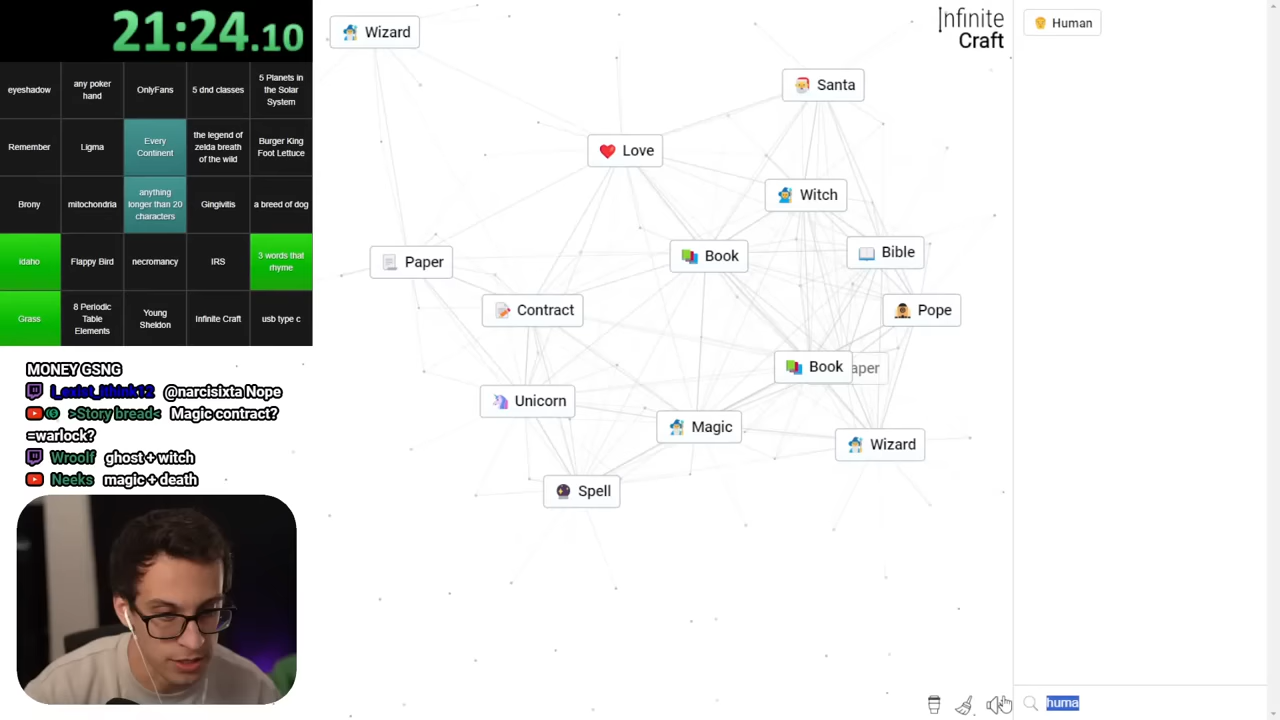 21:24.10
eyeshadow
any poker
hand
OnlyFans
5 dnd classes
5 Planets in
the Solar
System
Remember
Ligma
Every
Continent
the legend of
zelda breath
of the wild
Burger King
Foot Lettuce
Brony
mitochondria
anything
longer than 20
characters
Gingivitis
a breed of dog
idaho
Flappy Bird
necromancy
IRS
3 words that
rhyme
Grass
8 Periodic
Table
Elements
Young
Sheldon
Infinite Craft
usb type c
MONEY GSNG
i_exist_ithink12 @narcisixta Nope
>Story bread< Magic contract?
=warlock?
Wroolf ghost + witch
Neeks magic + death
Infinite
Craft
Wizard
Santa
Love
Witch
Book
Bible
Paper
Contract
Pope
Book
aper
Unicorn
Magic
Wizard
Spell
Human
huma